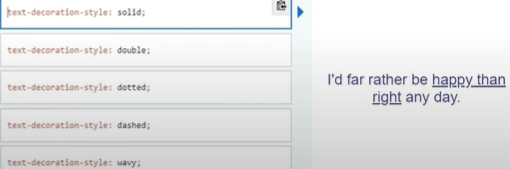 text-decoration-style: solid;
text-decoration-style: double;
text-decoration-style: dotted;
text-decoration-style: dashed;
text-decoration-style: wavy;
I'd far rather be happy than
right any day.